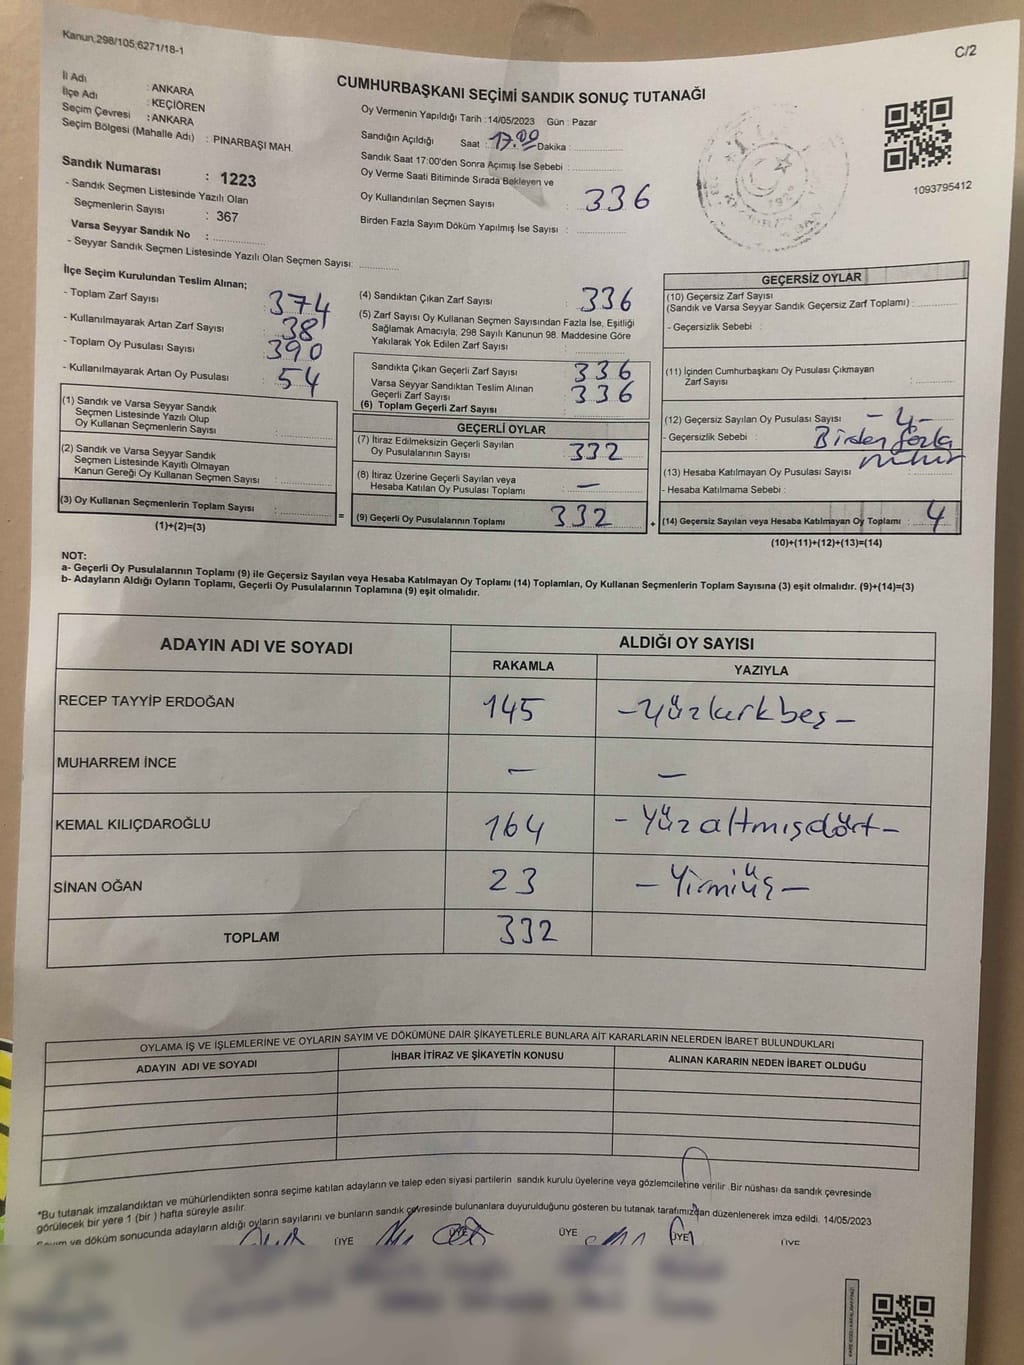 Kanun,298/105,6271/18-1
C/2
İl Adı : ANKARA
İlçe Adı : KEÇİÖREN
Seçim Çevresi : ANKARA
Seçim Bölgesi (Mahalle Adı) : PINARBAŞI MAH.
Sandık Numarası : 1223
- Sandık Seçmen Listesinde Yazılı Olan
Seçmenlerin Sayısı : 367
Varsa Seyyar Sandık No :
- Seyyar Sandık Seçmen Listesinde Yazılı Olan Seçmen Sayısı:
CUMHURBAŞKANI SEÇİMİ SANDIK SONUÇ TUTANAĞI
Oy Vermenin Yapıldığı Tarih :14/05/2023 Gün : Pazar
Sandığın Açıldığı Saat : 17.00 Dakika :
Sandık Saat 17:00'den Sonra Açımış İse Sebebi :
Oy Verme Saati Bitiminde Sırada Bekleyen ve
Oy Kullandırılan Seçmen Sayısı : 336
Birden Fazla Sayım Döküm Yapılmış İse Sayısı :
1093795412
İlçe Seçim Kurulundan Teslim Alınan;
- Toplam Zarf Sayısı : 374
- Kullanılmayarak Artan Zarf Sayısı : 38
- Toplam Oy Pusulası Sayısı : 390
- Kullanılmayarak Artan Oy Pusulası : 54
(1) Sandık ve Varsa Seyyar Sandık
Seçmen Listesinde Yazılı Olup
Oy Kullanan Seçmenlerin Sayısı :
(2) Sandık ve Varsa Seyyar Sandık
Seçmen Listesinde Kayıtlı Olmayan
Kanun Gereği Oy Kullanan Seçmen Sayısı :
(3) Oy Kullanan Seçmenlerin Toplam Sayısı :
(1)+(2)=(3)
=
(4) Sandıktan Çıkan Zarf Sayısı : 336
(5) Zarf Sayısı Oy Kullanan Seçmen Sayısından Fazla İse, Eşitliği
Sağlamak Amacıyla; 298 Sayılı Kanunun 98. Maddesine Göre
Yakılarak Yok Edilen Zarf Sayısı :
Sandıkta Çıkan Geçerli Zarf Sayısı 336
Varsa Seyyar Sandıktan Teslim Alınan
Geçerli Zarf Sayısı : 336
(6) Toplam Geçerli Zarf Sayısı :
GEÇERLİ OYLAR
(7) İtiraz Edilmeksizin Geçerli Sayılan
Oy Pusulalarının Sayısı : 332
(8) İtiraz Üzerine Geçerli Sayılan veya
Hesaba Katılan Oy Pusulası Toplamı : —
(9) Geçerli Oy Pusulalarının Toplamı 332
+
GEÇERSİZ OYLAR
(10) Geçersiz Zarf Sayısı
(Sandık ve Varsa Seyyar Sandık Geçersiz Zarf Toplamı) :
- Geçersizlik Sebebi :
(11) İçinden Cumhurbaşkanı Oy Pusulası Çıkmayan
Zarf Sayısı :
(12) Geçersiz Sayılan Oy Pusulası Sayısı : -4-
- Geçersizlik Sebebi : Birden fazla
mühür
(13) Hesaba Katılmayan Oy Pusulası Sayısı
- Hesaba Katılmama Sebebi :
(14) Geçersiz Sayılan veya Hesaba Katılmayan Oy Toplamı : 4
(10)+(11)+(12)+(13)=(14)
NOT:
a- Geçerli Oy Pusulalarının Toplamı (9) ile Geçersiz Sayılan veya Hesaba Katılmayan Oy Toplamı (14) Toplamları, Oy Kullanan Seçmenlerin Toplam Sayısına (3) eşit olmalıdır. (9)+(14)=(3)
b- Adayların Aldığı Oyların Toplamı, Geçerli Oy Pusulalarının Toplamına (9) eşit olmalıdır.
ADAYIN ADI VE SOYADI ALDIĞI OY SAYISI
RAKAMLA YAZIYLA
RECEP TAYYİP ERDOĞAN 145 -Yüzkırkbeş-
MUHARREM İNCE — —
KEMAL KILIÇDAROĞLU 164 -Yüzaltmışdört-
SİNAN OĞAN 23 -Yirmiüç-
TOPLAM 332
OYLAMA İŞ VE İŞLEMLERİNE VE OYLARIN SAYIM VE DÖKÜMÜNE DAİR ŞİKAYETLERLE BUNLARA AİT KARARLARIN NELERDEN İBARET BULUNDUKLARI
ADAYIN ADI VE SOYADI İHBAR İTİRAZ VE ŞİKAYETİN KONUSU ALINAN KARARIN NEDEN İBARET OLDUĞU
*Bu tutanak imzalandıktan ve mühürlendikten sonra seçime katılan adayların ve talep eden siyasi partilerin sandık kurulu üyelerine veya gözlemcilerine verilir .Bir nüshası da sandık çevresinde
görülecek bir yere 1 (bir ) hafta süreyle asılır.
Sayım ve döküm sonucunda adayların aldığı oyların sayılarını ve bunların sandık çevresinde bulunanlara duyurulduğunu gösteren bu tutanak tarafımızdan düzenlenerek imza edildi. 14/05/2023
ÜYE ÜYE ÜYE ÜYE ÜYE